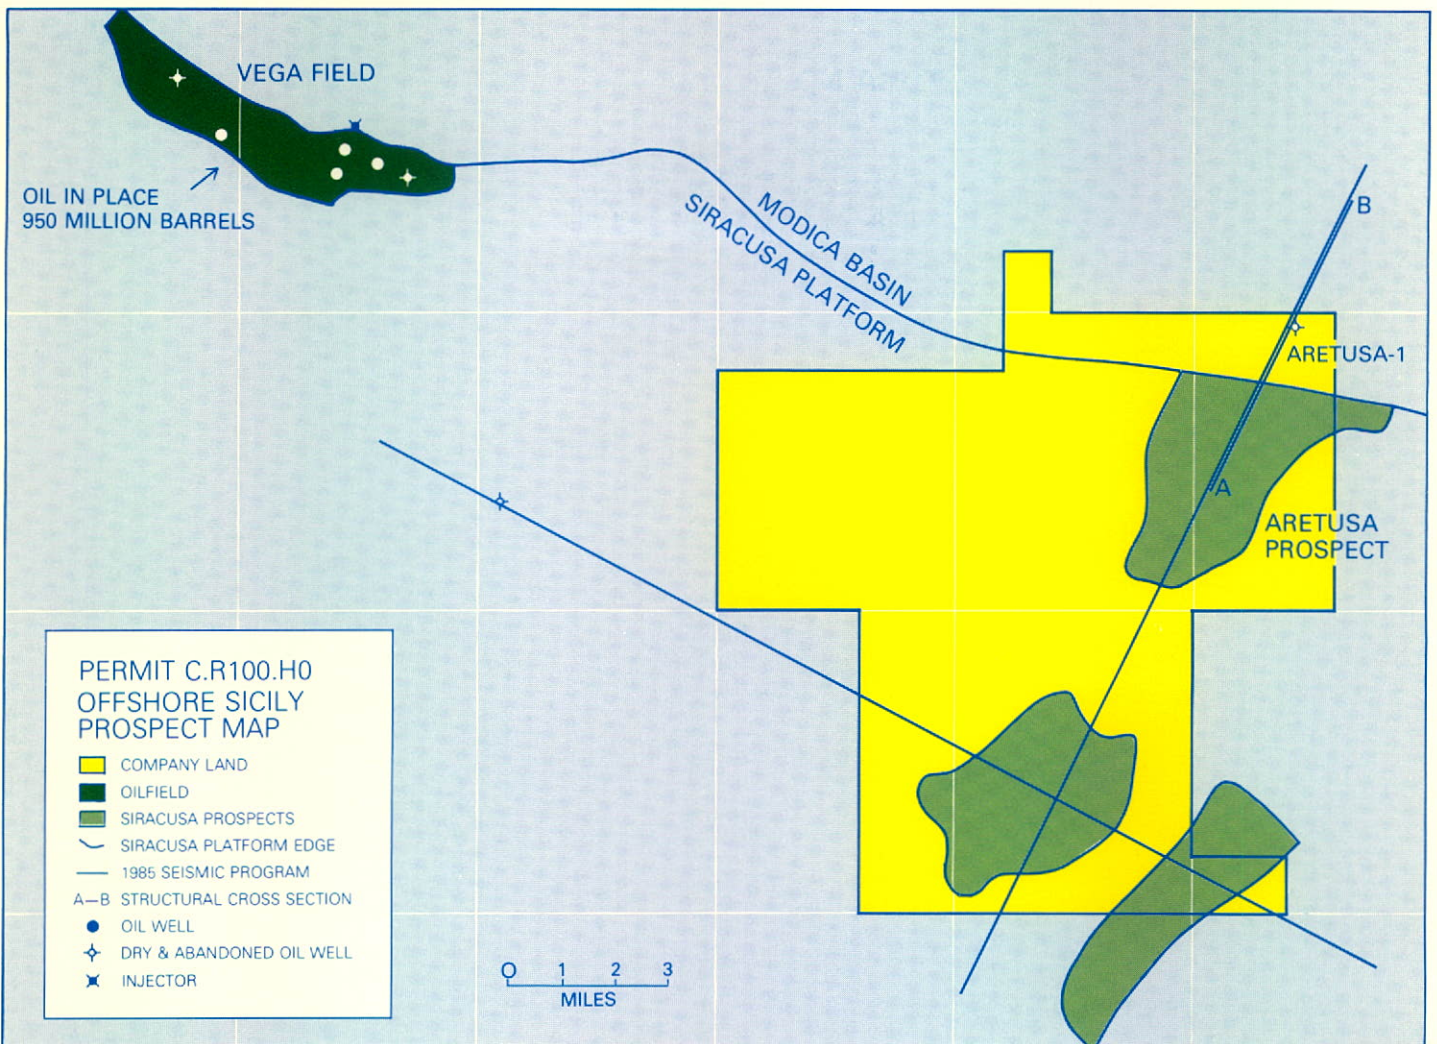 VEGA FIELD
OIL IN PLACE
950 MILLION BARRELS
MODICA BASIN
SIRACUSA PLATFORM
B
ARETUSA-1
A
ARETUSA
PROSPECT
PERMIT C.R100.H0
OFFSHORE SICILY
PROSPECT MAP
COMPANY LAND
OILFIELD
SIRACUSA PROSPECTS
SIRACUSA PLATFORM EDGE
1985 SEISMIC PROGRAM
A—B STRUCTURAL CROSS SECTION
OIL WELL
DRY & ABANDONED OIL WELL
INJECTOR
0 1 2 3
MILES